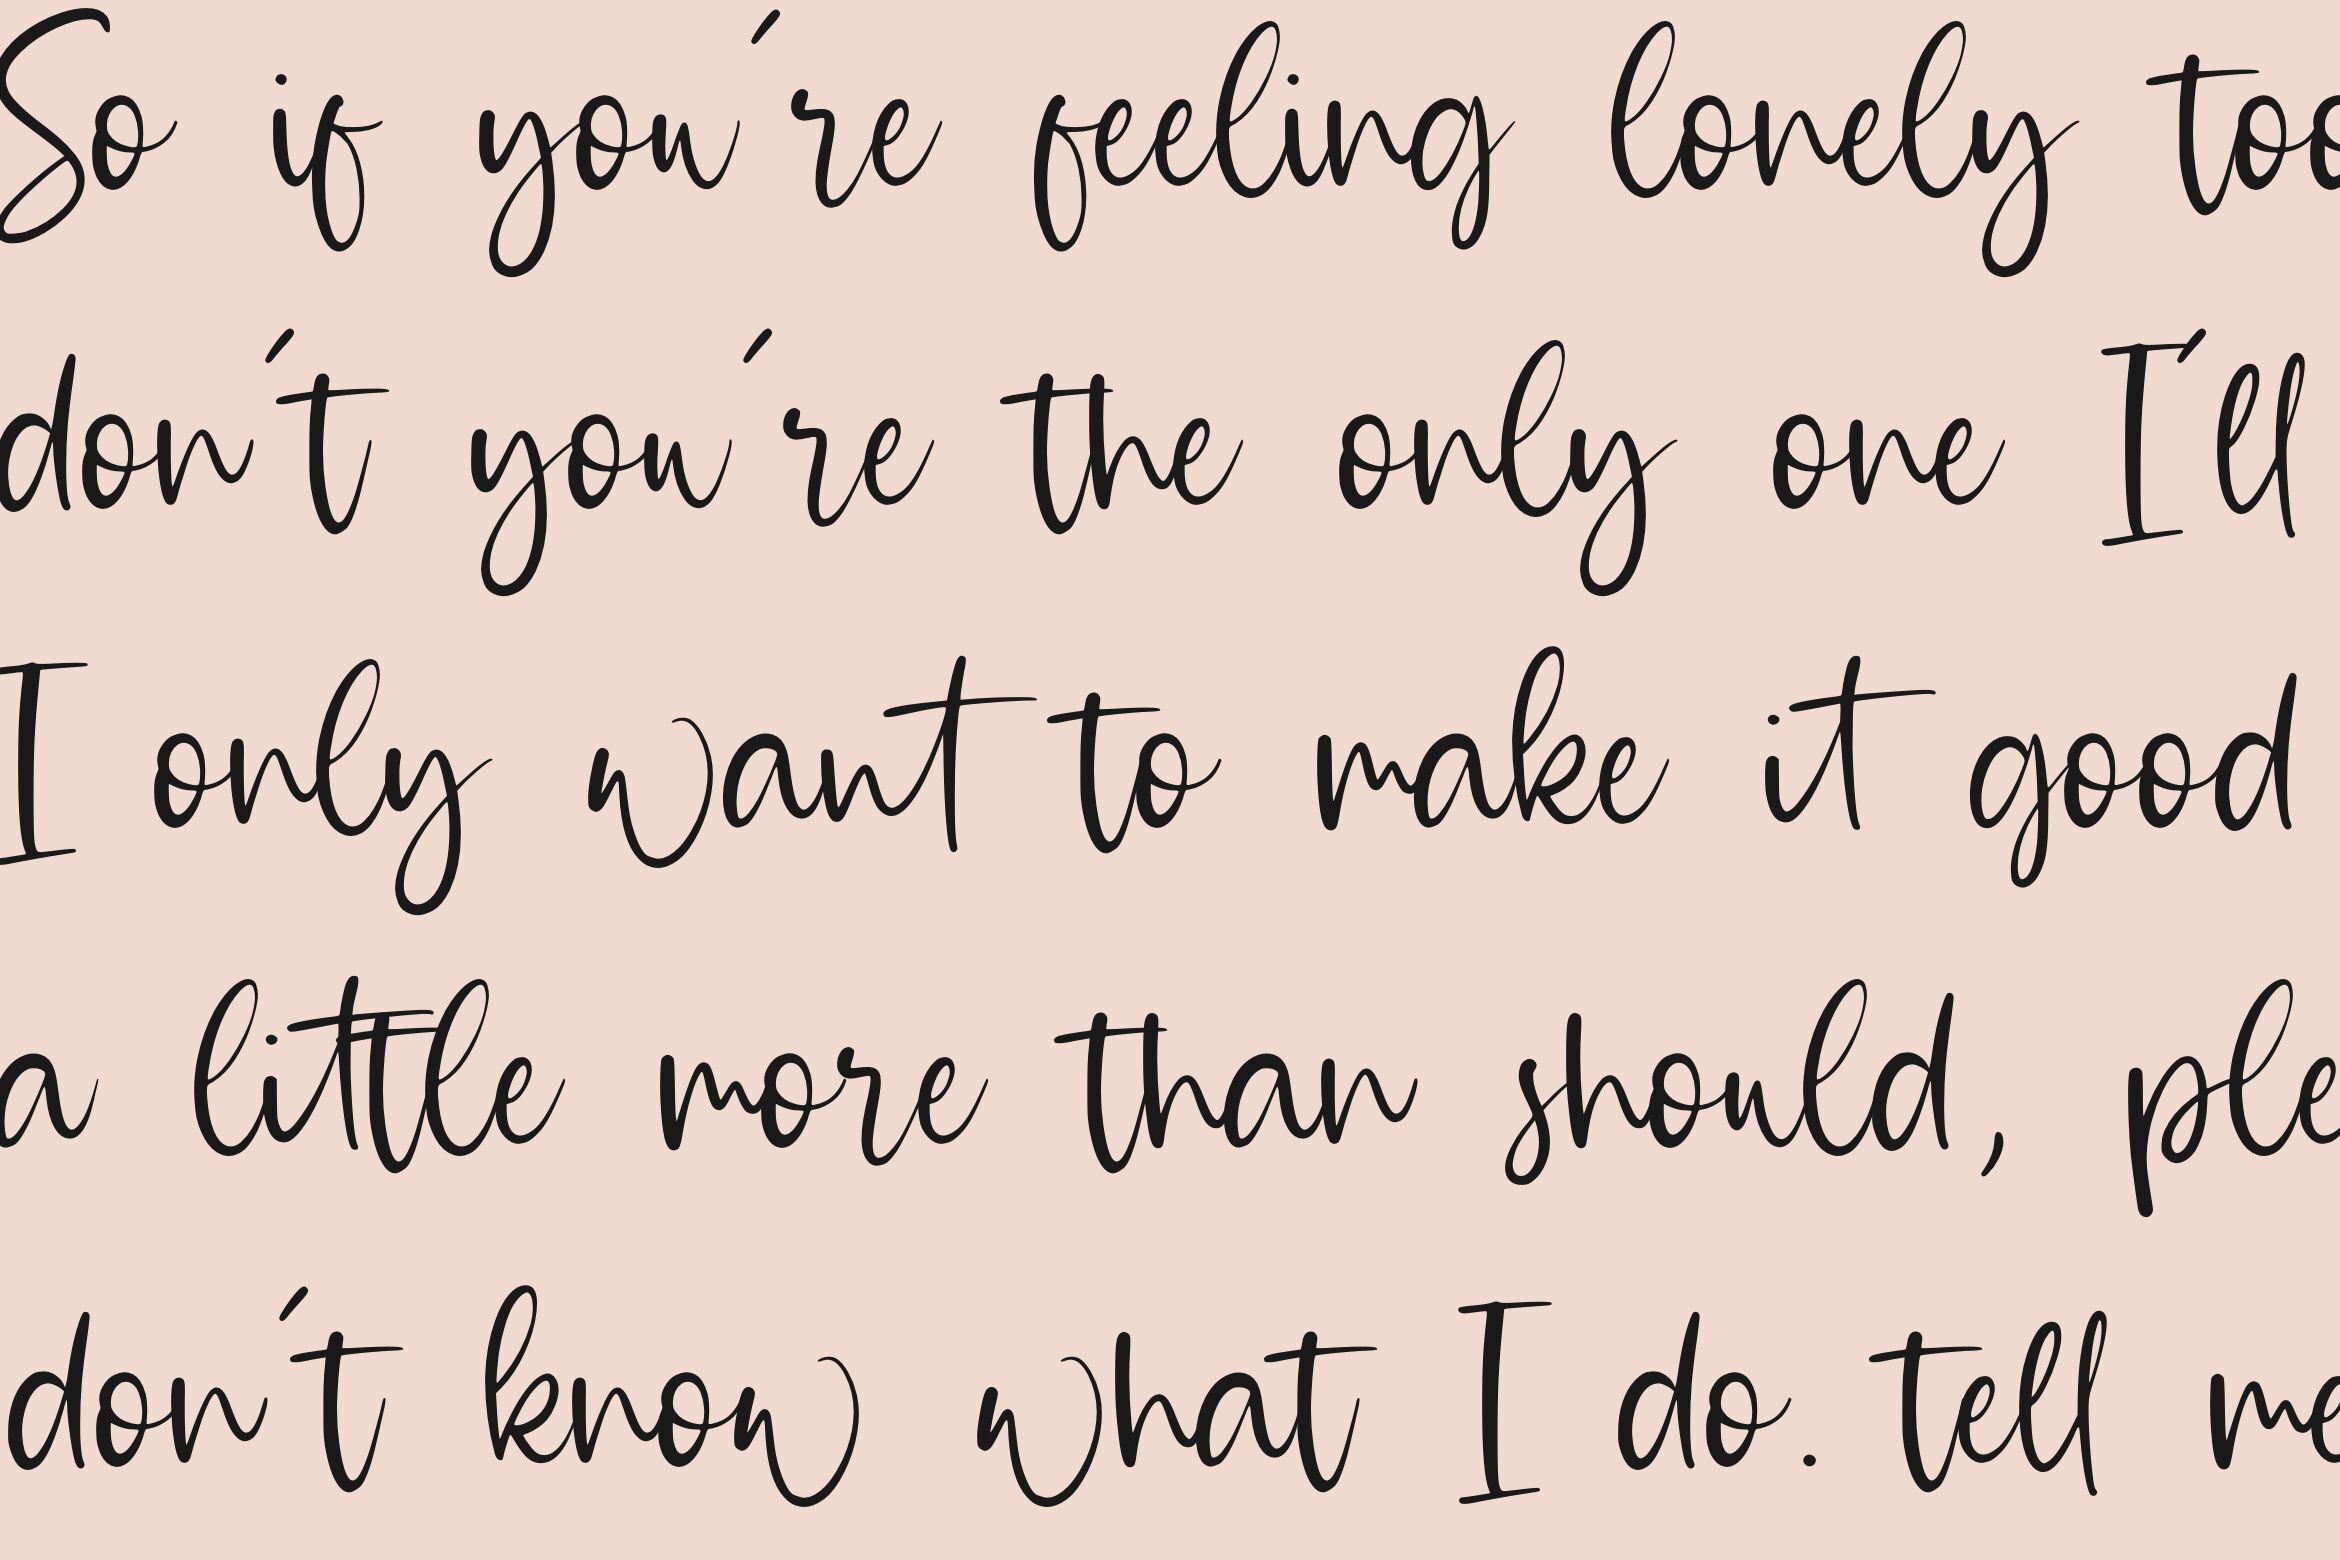 So if you're feeling lonely too
don't you're the only one I'll
I only want to make it good
a little more than should, ple
don't know what I do. tell me